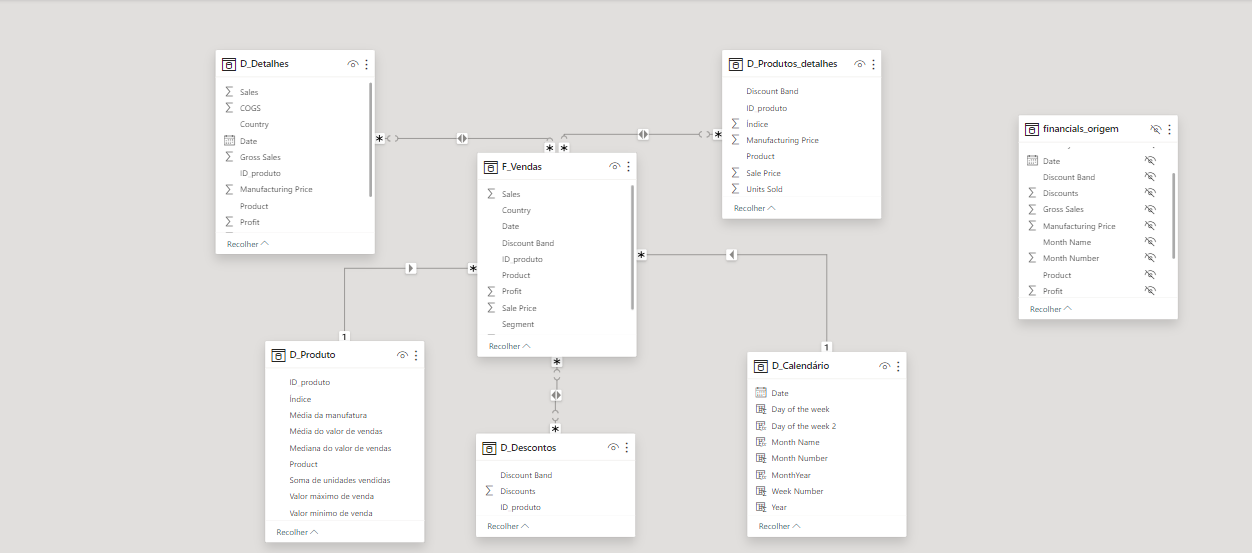 D_Detalhes
Sales
COGS
Country
Date
Gross Sales
ID_produto
Manufacturing Price
Product
Profit
Recolher
D_Produtos_detalhes
Discount Band
ID_produto
Índice
Manufacturing Price
Product
Sale Price
Units Sold
Recolher
financials_origem
Date
Discount Band
Discounts
Gross Sales
Manufacturing Price
Month Name
Month Number
Product
Profit
Recolher
F_Vendas
Sales
Country
Date
Discount Band
ID_produto
Product
Profit
Sale Price
Segment
Recolher
D_Produto
ID_produto
Índice
Média da manufatura
Média do valor de vendas
Mediana do valor de vendas
Product
Soma de unidades vendidas
Valor máximo de venda
Valor mínimo de venda
Recolher
D_Descontos
Discount Band
Discounts
ID_produto
Recolher
D_Calendário
Date
Day of the week
Day of the week 2
Month Name
Month Number
MonthYear
Week Number
Year
Recolher
*
*
*
*
*
*
*
*
1
1